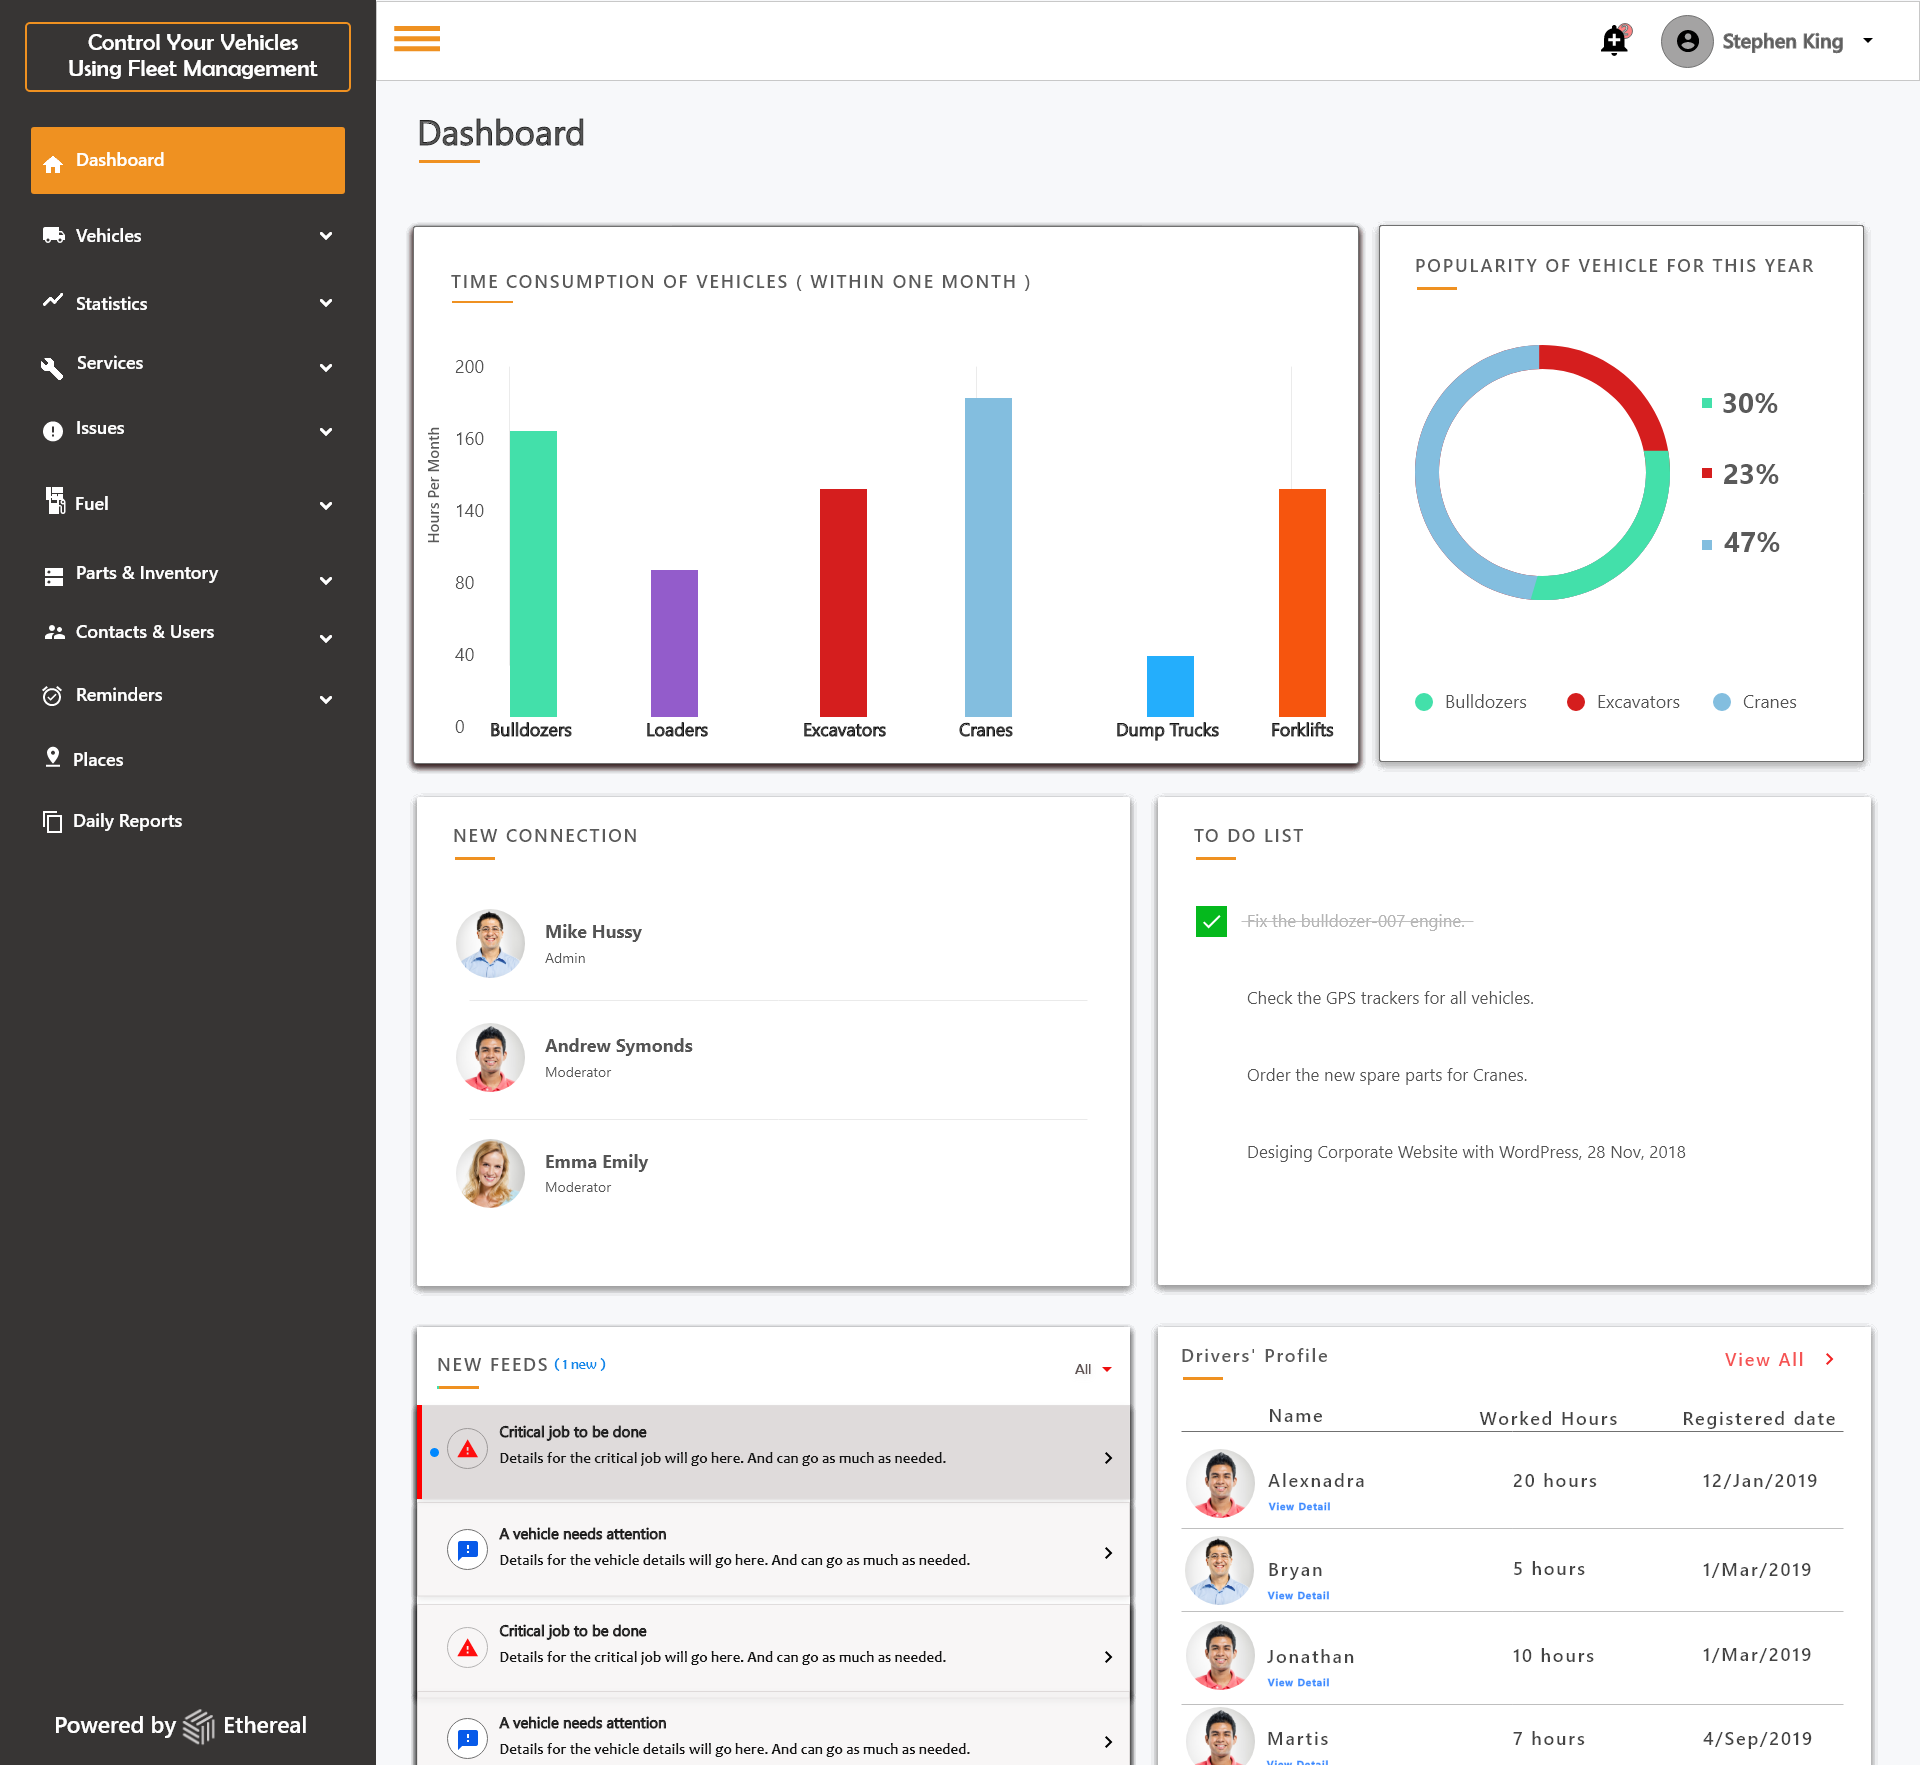 Control Your Vehicles
Using Fleet Management
Dashboard
Vehicles
Statistics
Services
Issues
Fuel
Parts & Inventory
Contacts & Users
Reminders
Places
Daily Reports
Powered by Ethereal
Stephen King
Dashboard
TIME CONSUMPTION OF VEHICLES ( WITHIN ONE MONTH )
Hours Per Month
200
160
140
80
40
0
Bulldozers Loaders Excavators Cranes Dump Trucks Forklifts
POPULARITY OF VEHICLE FOR THIS YEAR
30%
23%
47%
Bulldozers Excavators Cranes
NEW CONNECTION
Mike Hussy
Admin
Andrew Symonds
Moderator
Emma Emily
Moderator
TO DO LIST
Fix the bulldozer-007 engine.
Check the GPS trackers for all vehicles.
Order the new spare parts for Cranes.
Desiging Corporate Website with WordPress, 28 Nov, 2018
NEW FEEDS ( 1 new )
All
Critical job to be done
Details for the critical job will go here. And can go as much as needed.
A vehicle needs attention
Details for the vehicle details will go here. And can go as much as needed.
Critical job to be done
Details for the critical job will go here. And can go as much as needed.
A vehicle needs attention
Details for the vehicle details will go here. And can go as much as needed.
Drivers' Profile
View All
Name Worked Hours Registered date
Alexnadra 20 hours 12/Jan/2019
View Detail
Bryan 5 hours 1/Mar/2019
View Detail
Jonathan 10 hours 1/Mar/2019
View Detail
Martis 7 hours 4/Sep/2019
View Detail